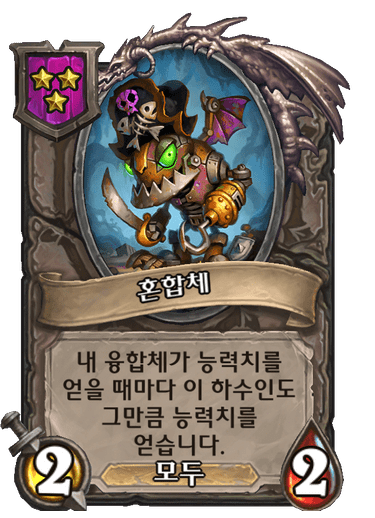 혼합체
내 융합체가 능력치를
얻을 때마다 이 하수인도
그만큼 능력치를
얻습니다.
모두
2
2